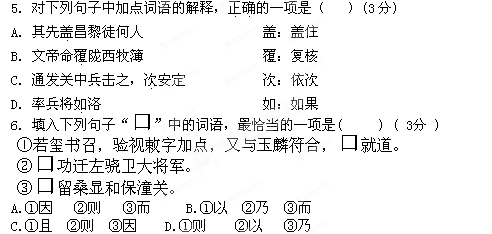 5. 对下列句子中加点词语的解释，正确的一项是（　　）(3分)
A. 其先盖昌黎徒何人　　盖：盖住
B. 文帝命覆陇西牧簿　　覆：复核
C. 通发关中兵击之，次安定　　次：依次
D. 率兵将如洛　　如：如果
6. 填入下列句子“□”中的词语，最恰当的一项是(　　)( 3分 )
①若玺书召，验视敕字加点，又与玉麟符合，□就道。
②□功迁左骁卫大将军。
③□留桑显和保潼关。
A.①因　②则　③而　　B.①以　②乃　③而
C.①且　②则　③因　　D.①则　②以　③乃